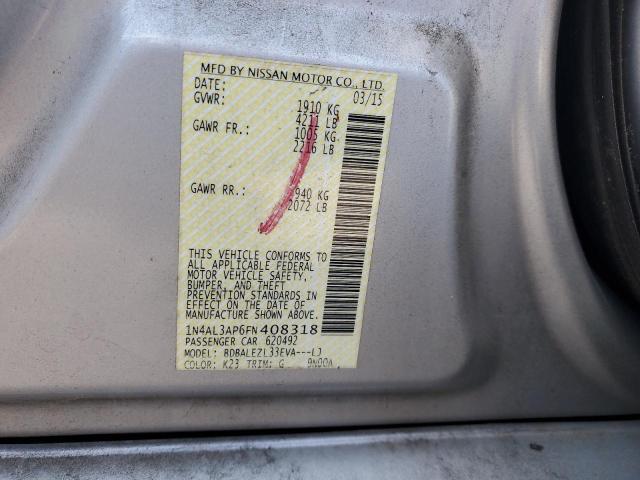 MFD BY NISSAN MOTOR CO., LTD.
DATE: 03/15
GVWR: 1910 KG
4211 LB
GAWR FR.: 1005 KG
2216 LB
GAWR RR.: 940 KG
2072 LB
THIS VEHICLE CONFORMS TO
ALL APPLICABLE FEDERAL
MOTOR VEHICLE SAFETY,
BUMPER, AND THEFT
PREVENTION STANDARDS IN
EFFECT ON THE DATE OF
MANUFACTURE SHOWN ABOVE.
1N4AL3AP6FN408318
PASSENGER CAR 620492
MODEL: BDBALEZL33EVA---LJ
COLOR: K23 TRIM: G